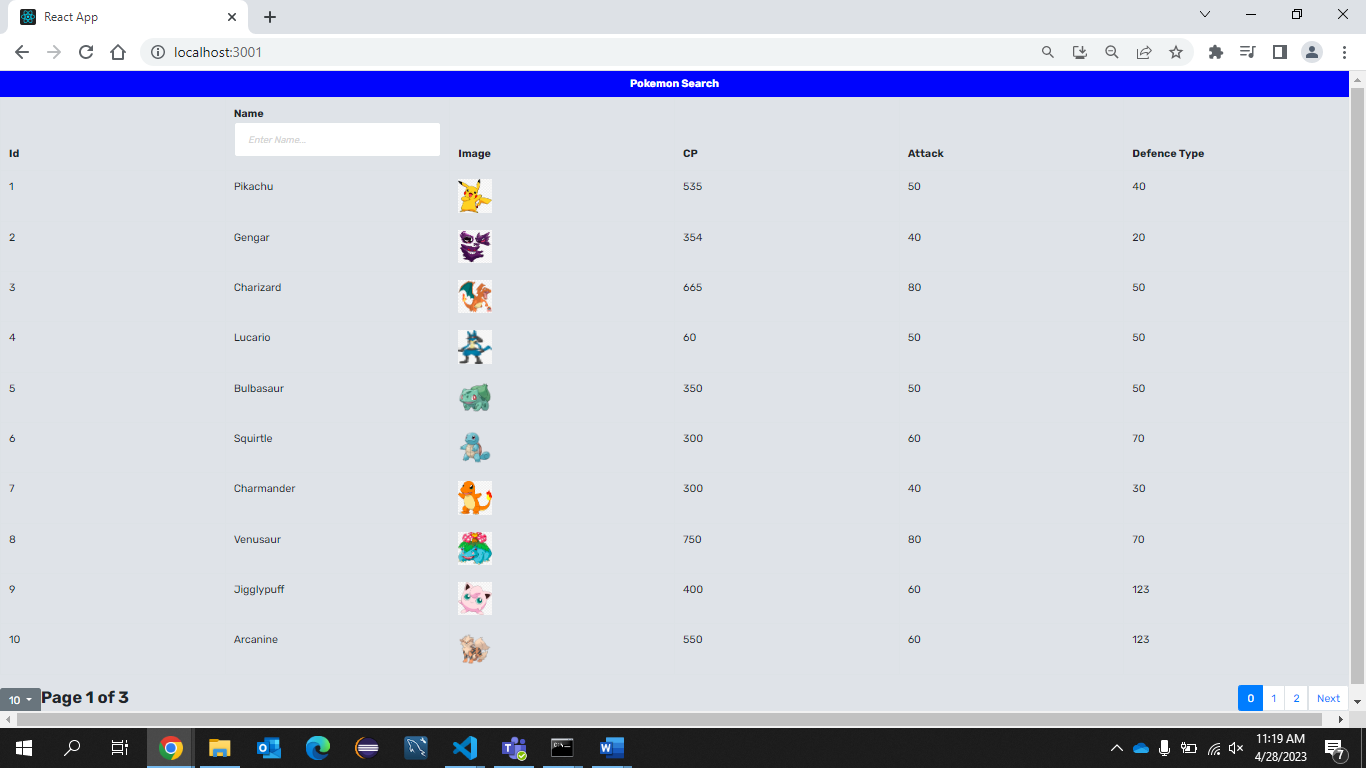 React App
localhost:3001
Pokemon Search
Name
Enter Name...
Id Image CP Attack Defence Type
1 Pikachu 535 50 40
2 Gengar 354 40 20
3 Charizard 665 80 50
4 Lucario 60 50 50
5 Bulbasaur 350 50 50
6 Squirtle 300 60 70
7 Charmander 300 40 30
8 Venusaur 750 80 70
9 Jigglypuff 400 60 123
10 Arcanine 550 60 123
10 Page 1 of 3 0 1 2 Next
11:19 AM
4/28/2023
7